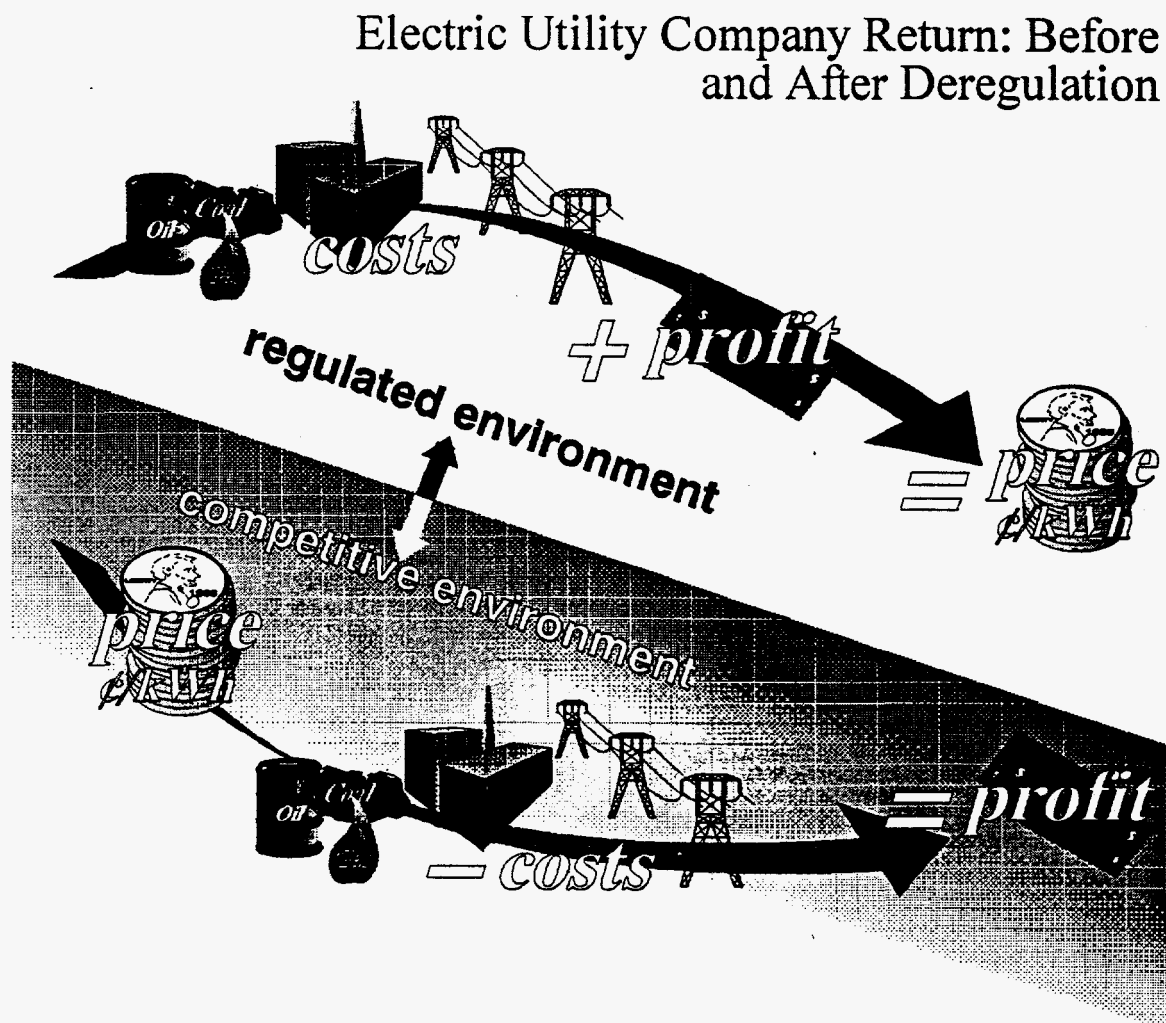 Electric Utility Company Return: Before
and After Deregulation
Oil
Coal
costs
+ profit
= price
¢/kWh
regulated environment
competitive environment
price
¢/kWh
Oil
Coal
- costs
= profit